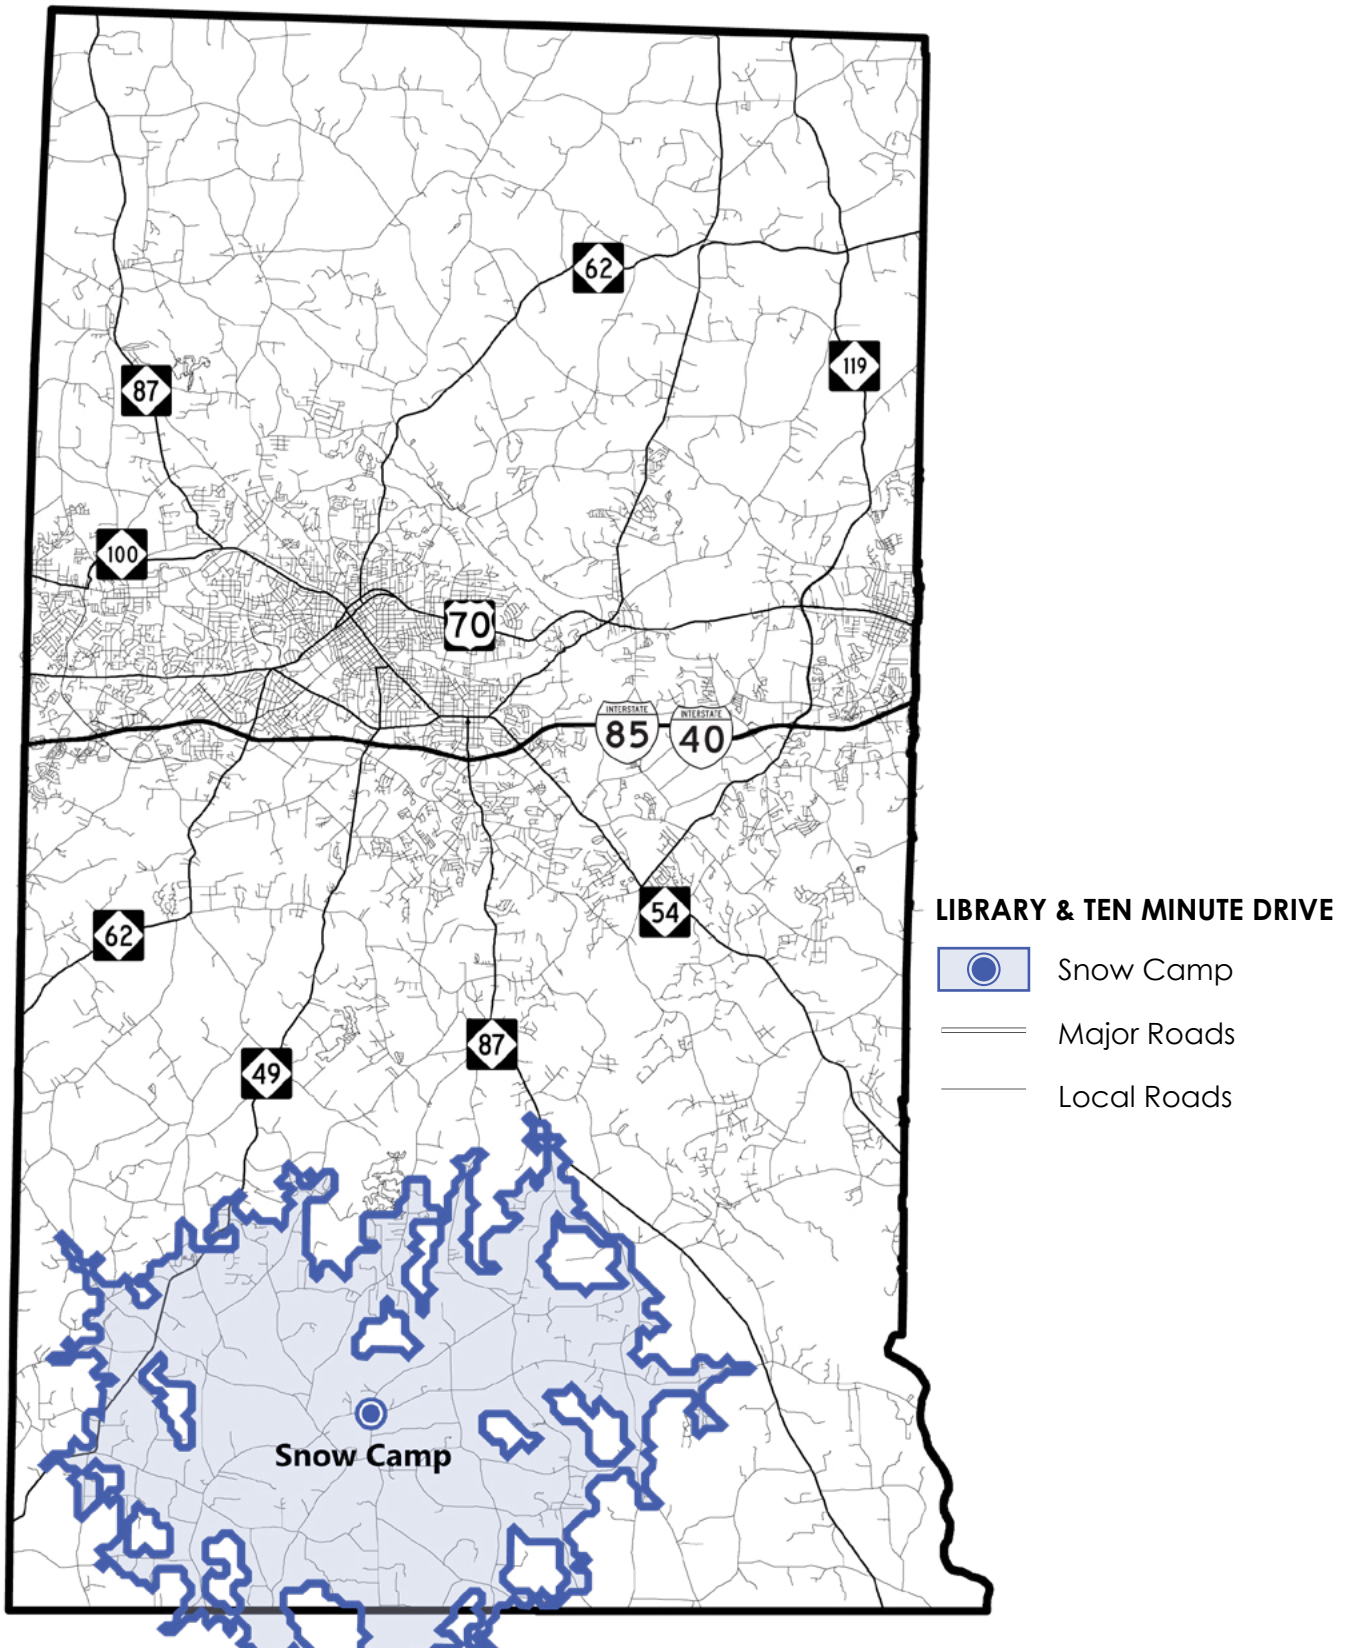 62
119
87
100
70
INTERSTATE
85
INTERSTATE
40
54
62
87
49
Snow Camp
LIBRARY & TEN MINUTE DRIVE
Snow Camp
Major Roads
Local Roads